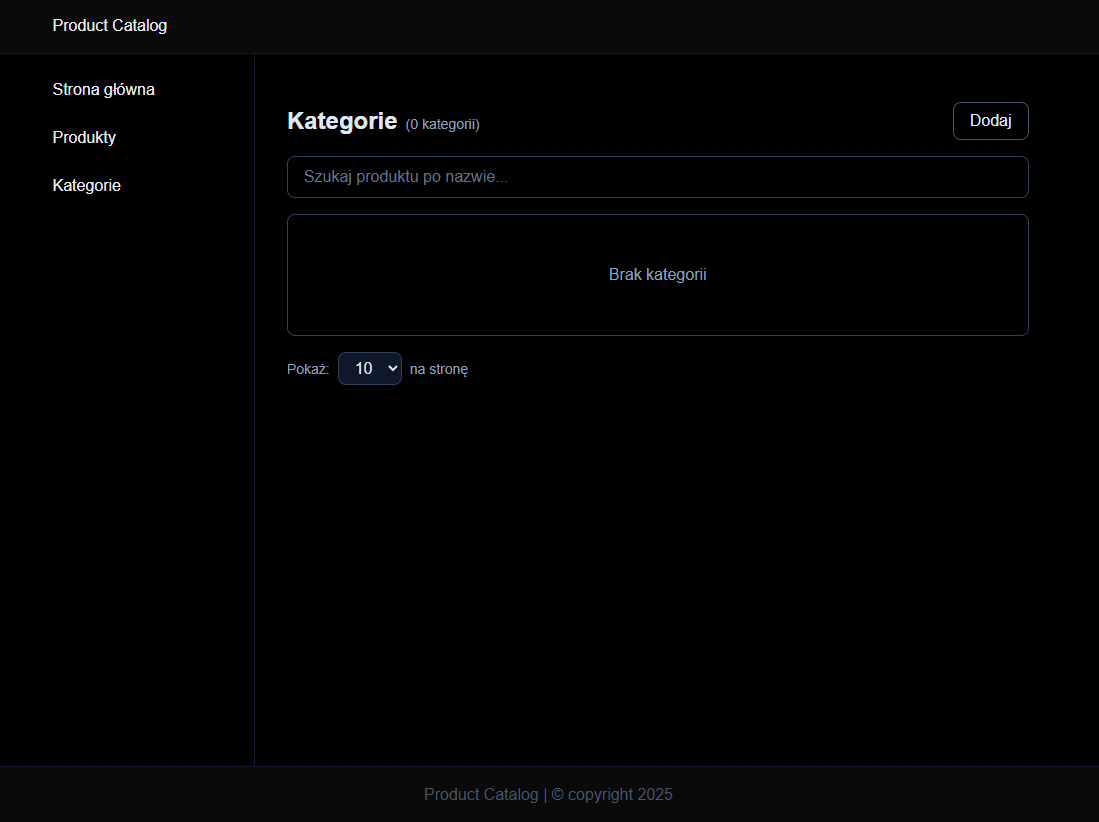 Product Catalog
Strona główna
Produkty
Kategorie
Kategorie (0 kategorii)
Dodaj
Szukaj produktu po nazwie...
Brak kategorii
Pokaż: 10 na stronę
Product Catalog | © copyright 2025